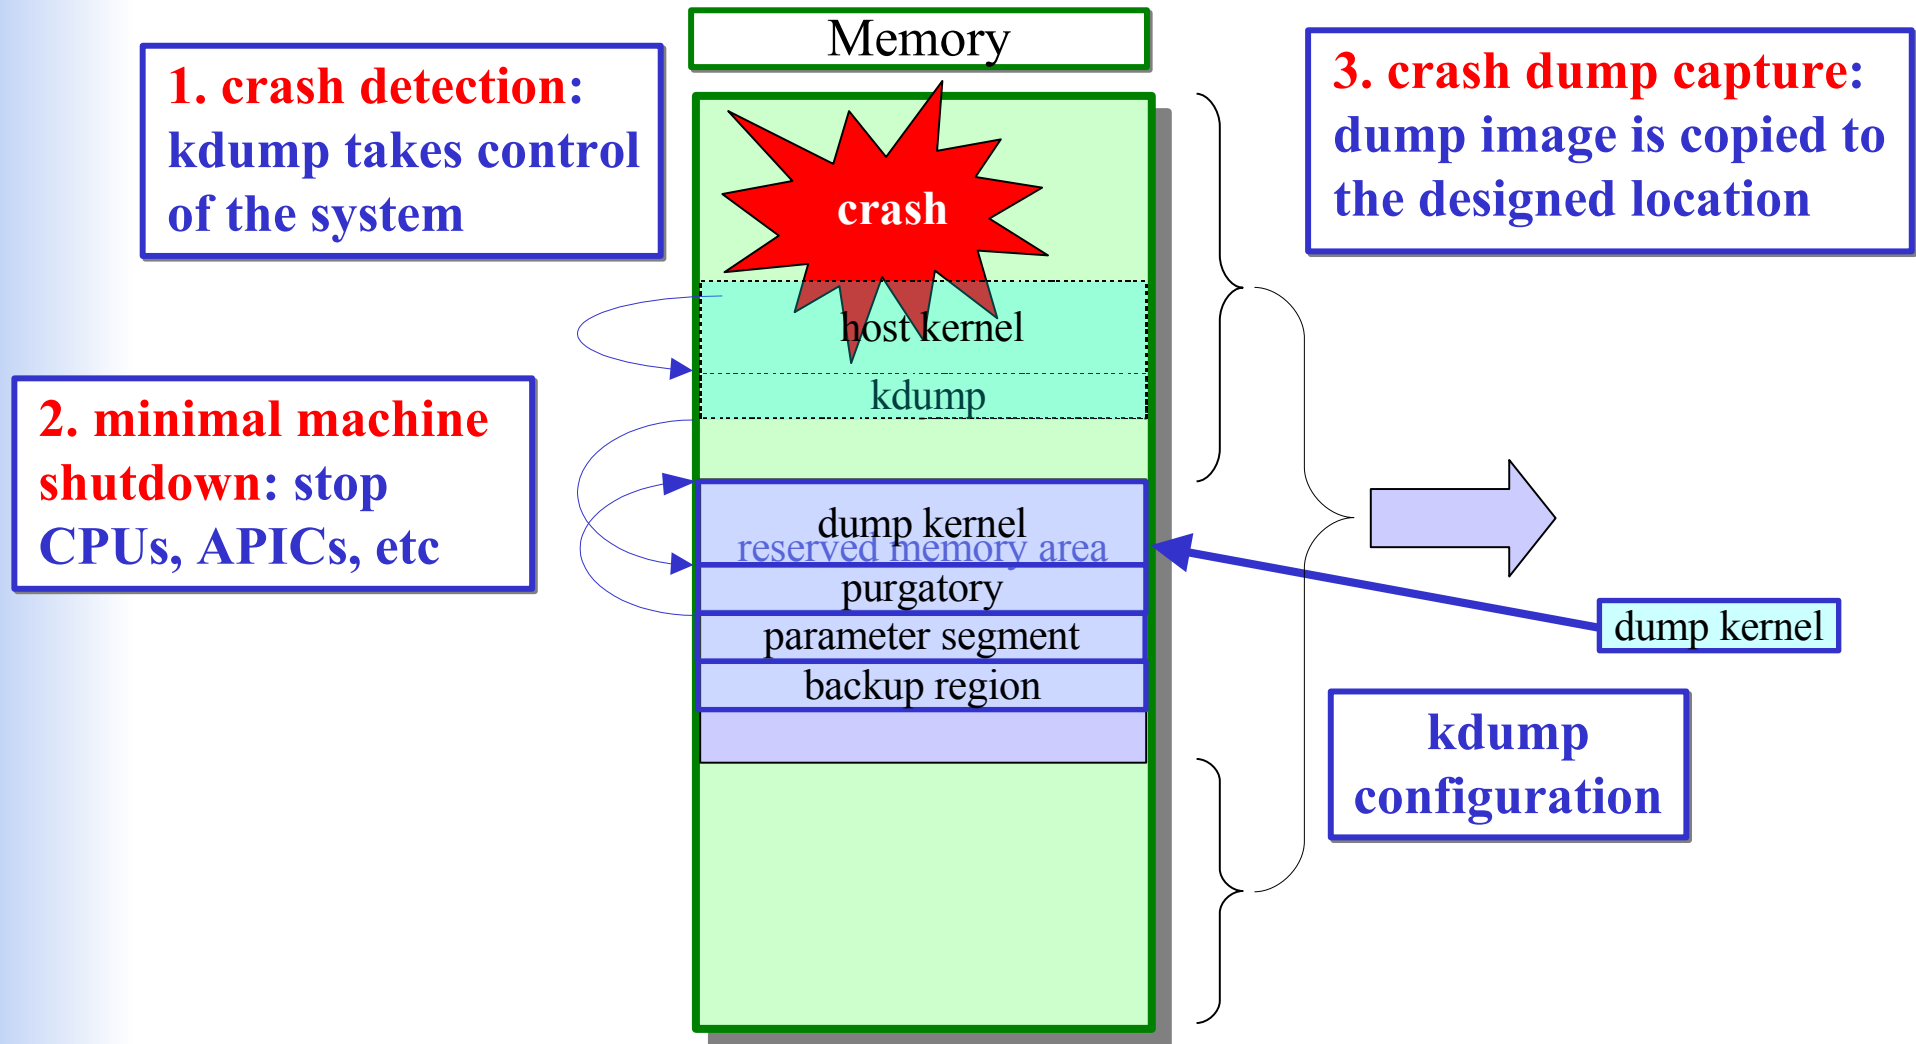 Memory
1. crash detection:
kdump takes control
of the system
3. crash dump capture:
dump image is copied to
the designed location
crash
host kernel
kdump
2. minimal machine
shutdown: stop
CPUs, APICs, etc
dump kernel
reserved memory area
purgatory
parameter segment
backup region
dump kernel
kdump
configuration